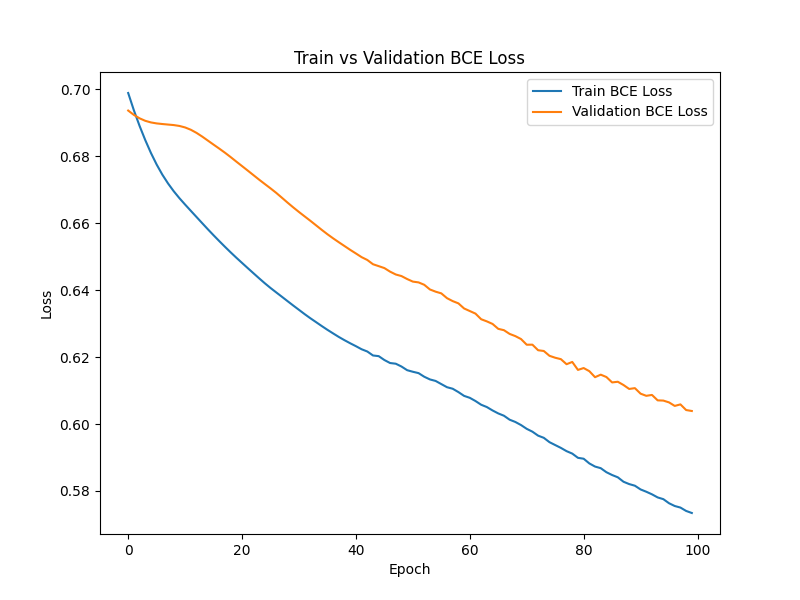 Train vs Validation BCE Loss
Train BCE Loss
Validation BCE Loss
0.70
0.68
0.66
0.64
0.62
0.60
0.58
Loss
0 20 40 60 80 100
Epoch